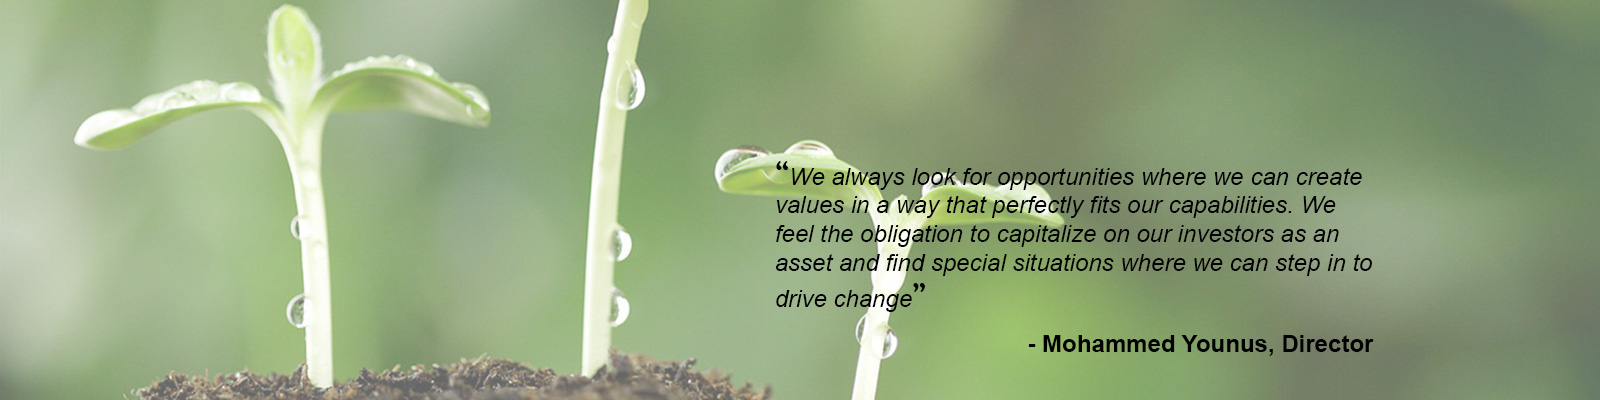 “We always look for opportunities where we can create
values in a way that perfectly fits our capabilities. We
feel the obligation to capitalize on our investors as an
asset and find special situations where we can step in to
drive change”
- Mohammed Younus, Director